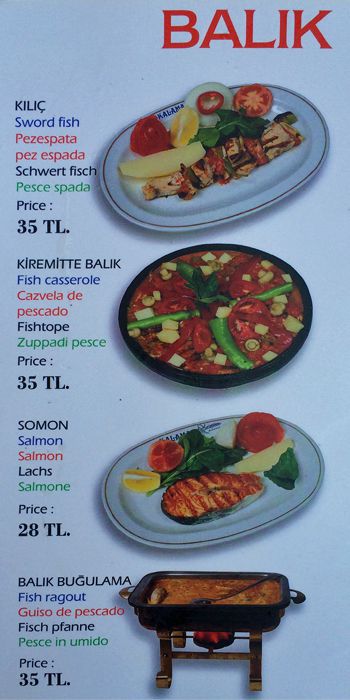 BALIK
KILIÇ
Sword fish
Pezespata
pez espada
Schwert fisch
Pesce spada
Price :
35 TL.
KALAMA
KİREMİTTE BALIK
Fish casserole
Cazvela de
pescado
Fishtope
Zuppadi pesce
Price :
35 TL.
SOMON
Salmon
Salmon
Lachs
Salmone
Price :
28 TL.
KALAMA
BALIK BUĞULAMA
Fish ragout
Guiso de pescado
Fisch pfanne
Pesce in umido
Price :
35 TL.